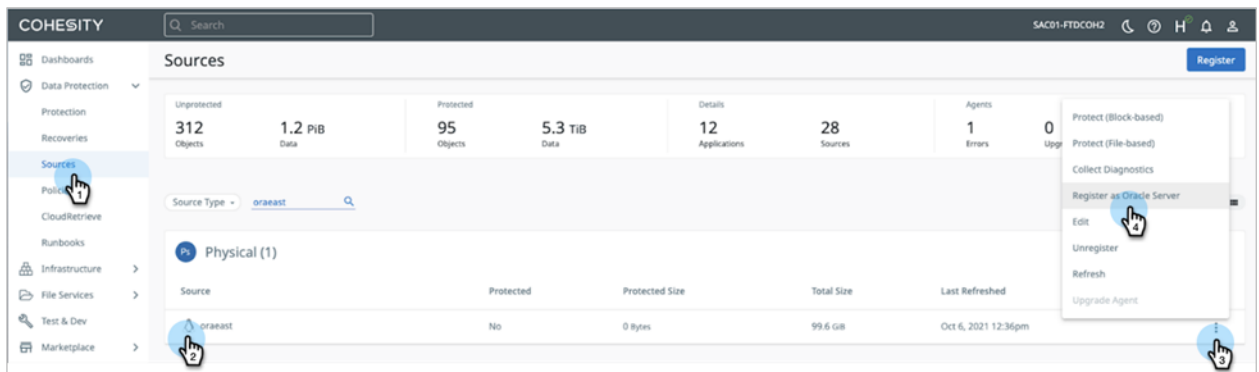 COHESITY
Search
SAC01-FTDCOH2
H
Dashboards
Data Protection
Protection
Recoveries
Sources
CloudRetrieve
Runbooks
Infrastructure
File Services
Test & Dev
Marketplace
Sources
Register
Unprotected
312
Objects
1.2 PiB
Data
Protected
95
Objects
5.3 TiB
Data
Details
12
Applications
28
Sources
Agents
1
Errors
0
Source Type
oraeast
Ps Physical (1)
Source Protected Protected Size Total Size Last Refreshed
oraeast No 0 Bytes 99.6 GiB Oct 6, 2021 12:36pm
Protect (Block-based)
Protect (File-based)
Collect Diagnostics
Register as Oracle Server
Edit
Unregister
Refresh
Upgrade Agent
1
2
3
4